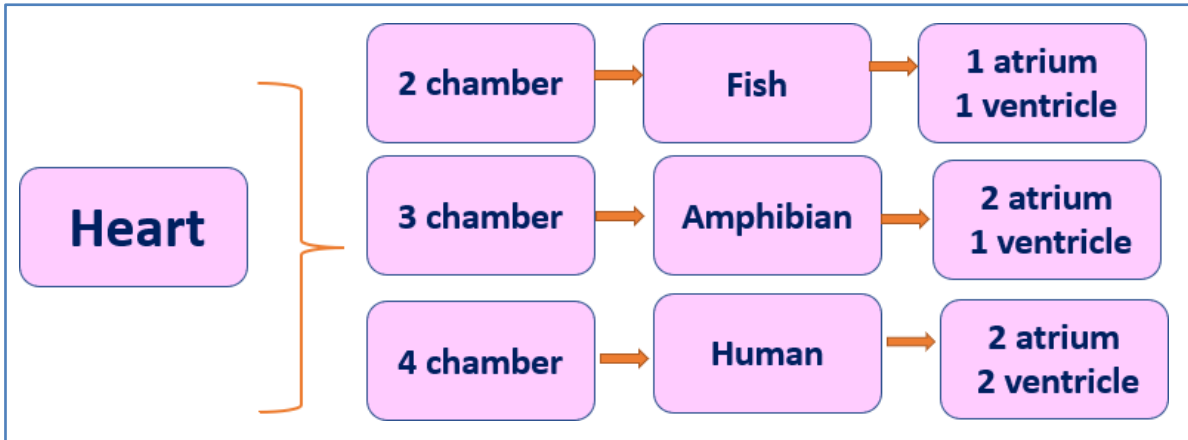 Heart
2 chamber
Fish
1 atrium
1 ventricle
3 chamber
Amphibian
2 atrium
1 ventricle
4 chamber
Human
2 atrium
2 ventricle